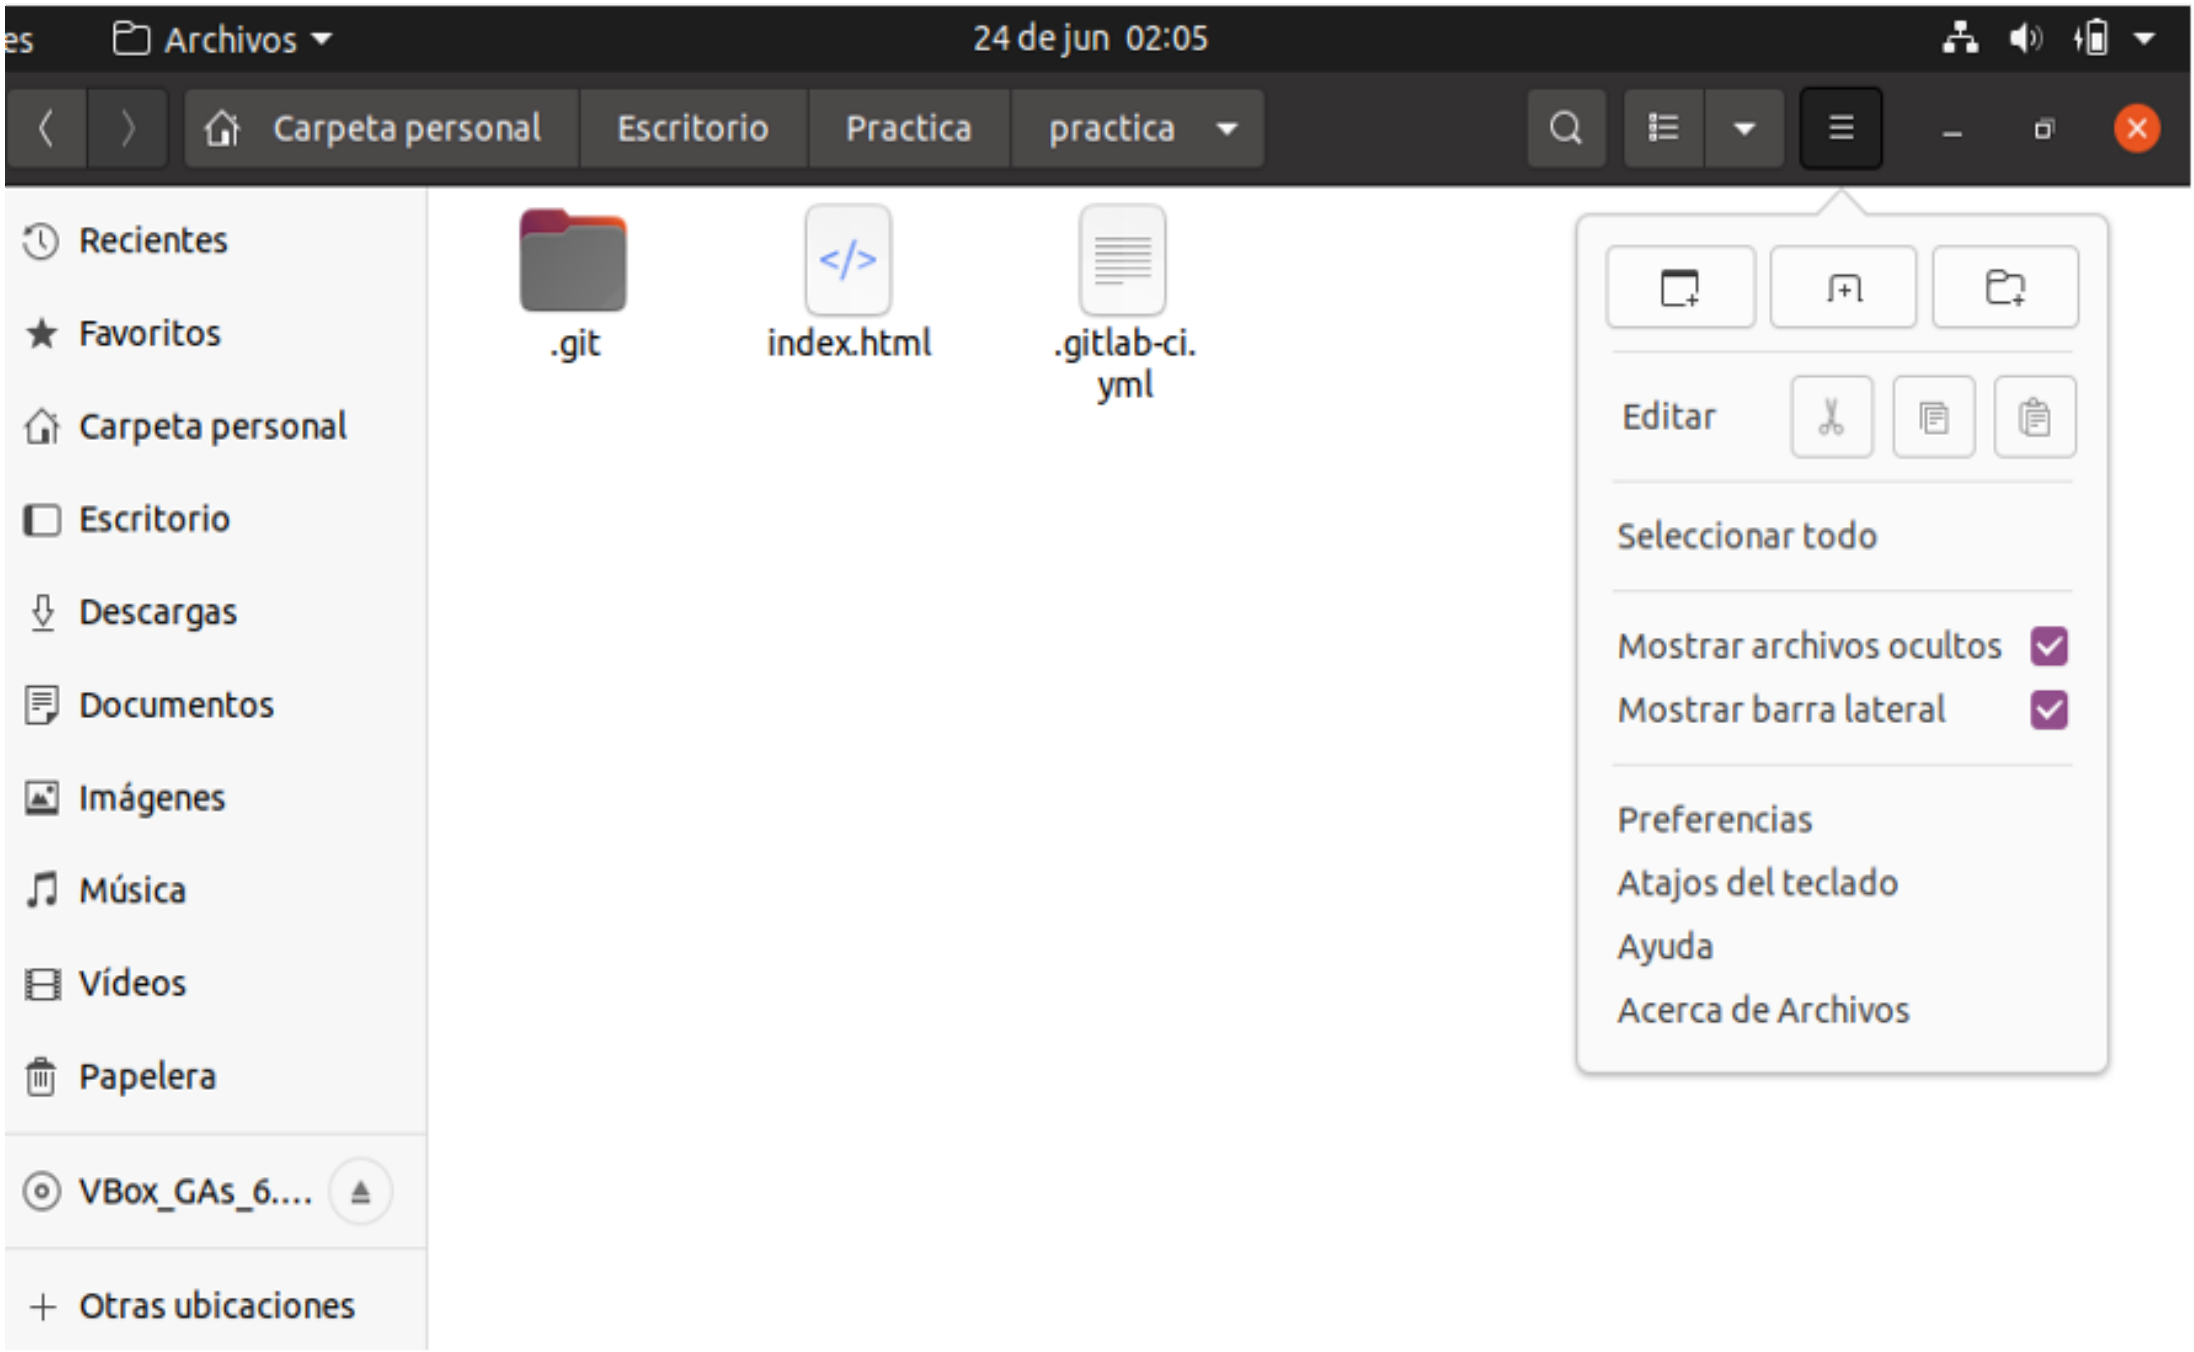 es
Archivos
24 de jun 02:05
Carpeta personal
Escritorio
Practica
practica
Recientes
Favoritos
Carpeta personal
Escritorio
Descargas
Documentos
Imágenes
Música
Vídeos
Papelera
VBox_GAs_6....
Otras ubicaciones
.git
index.html
.gitlab-ci.
yml
Editar
Seleccionar todo
Mostrar archivos ocultos
Mostrar barra lateral
Preferencias
Atajos del teclado
Ayuda
Acerca de Archivos